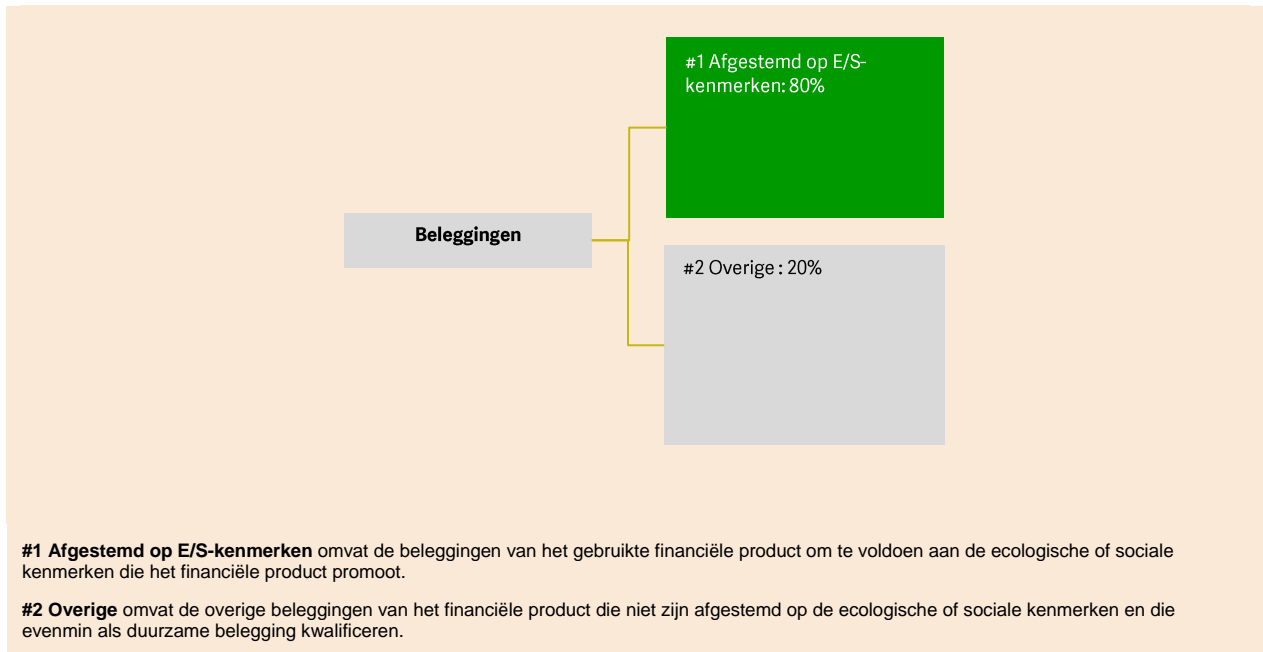 #1 Afgestemd op E/S-
kenmerken: 80%
Beleggingen
#2 Overige : 20%
#1 Afgestemd op E/S-kenmerken omvat de beleggingen van het gebruikte financiële product om te voldoen aan de ecologische of sociale
kenmerken die het financiële product promoot.
#2 Overige omvat de overige beleggingen van het financiële product die niet zijn afgestemd op de ecologische of sociale kenmerken en die
evenmin als duurzame belegging kwalificeren.